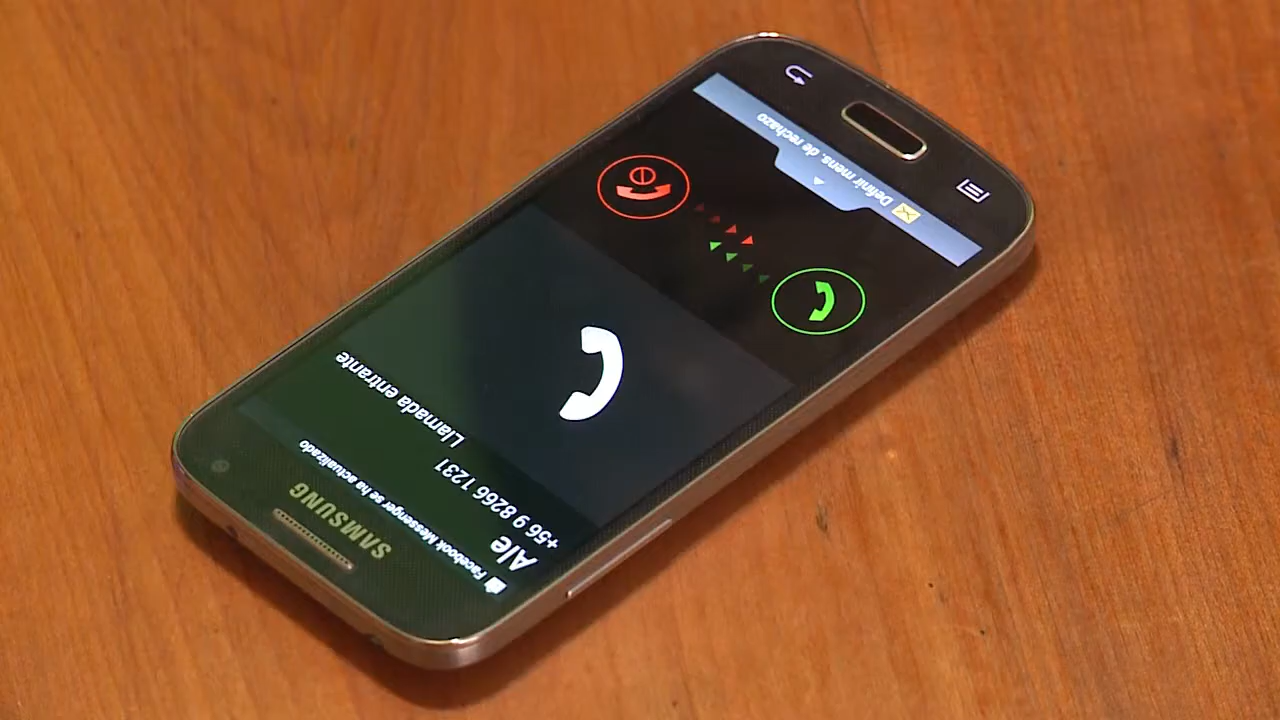 SAMSUNG
Facebook Messenger se ha actualizado
Ale
+56 9 8266 1231
Llamada entrante
Definir mens. de rechazo